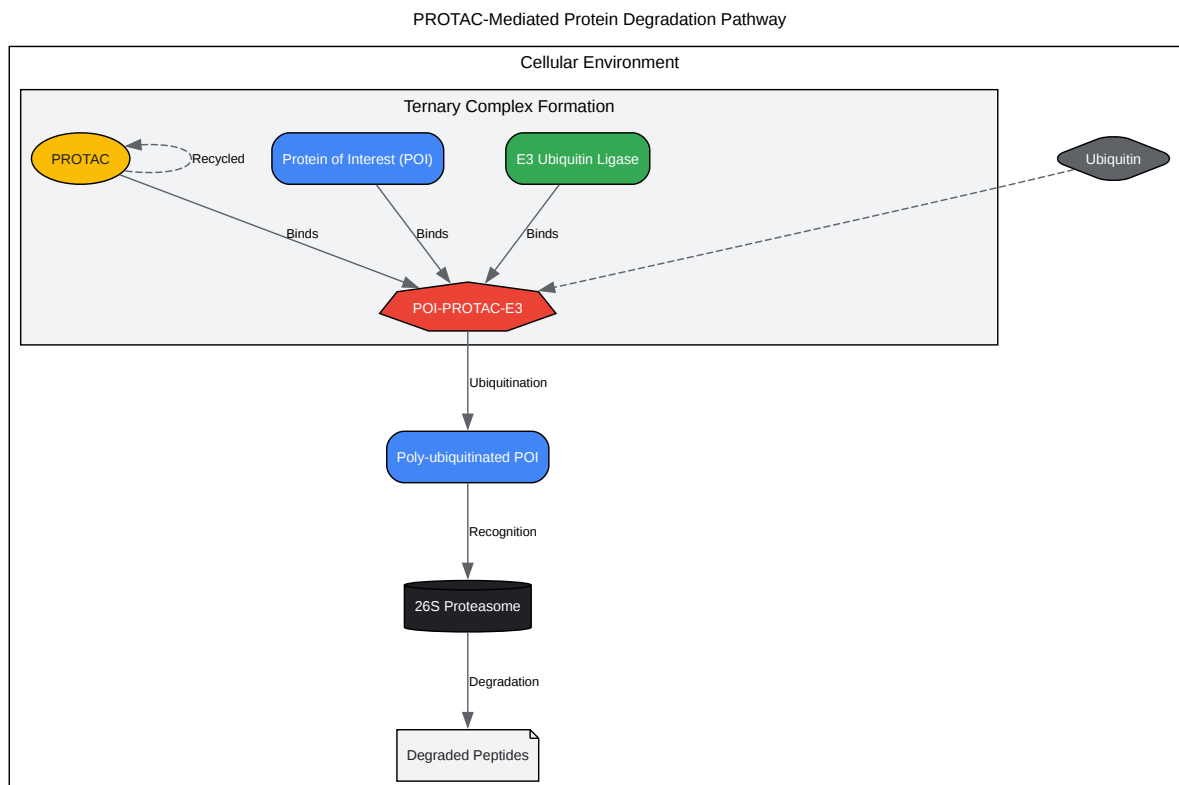 PROTAC-Mediated Protein Degradation Pathway
Cellular Environment
Ternary Complex Formation
PROTAC
Recycled
Protein of Interest (POI)
E3 Ubiquitin Ligase
Ubiquitin
Binds
Binds
Binds
POI-PROTAC-E3
Ubiquitination
Poly-ubiquitinated POI
Recognition
26S Proteasome
Degradation
Degraded Peptides